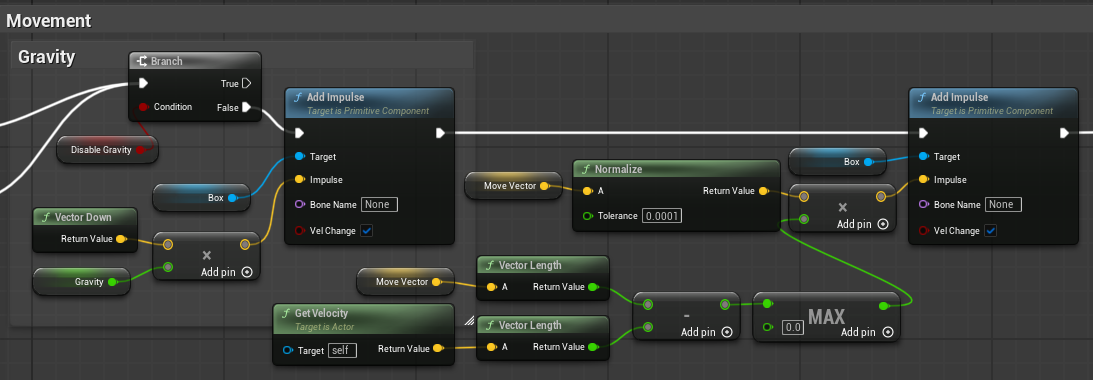 Movement
Gravity
Branch
True
Condition
False
Disable Gravity
Add Impulse
Target is Primitive Component
Target
Impulse
Bone Name None
Vel Change
Box
Vector Down
Return Value
Gravity
×
Add pin
Move Vector
Normalize
A Return Value
Tolerance 0.0001
Box
×
Add pin
Add Impulse
Target is Primitive Component
Target
Impulse
Bone Name None
Vel Change
Move Vector
Vector Length
A Return Value
Get Velocity
Target is Actor
Target self Return Value
Vector Length
A Return Value
-
Add pin
0.0 MAX
Add pin